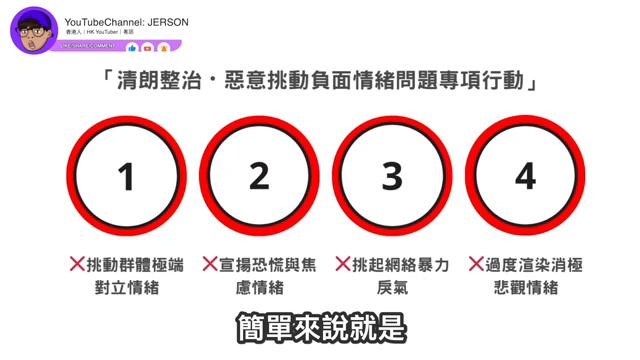 YouTubeChannel: JERSON
香港人｜HK YouTuber｜粵語
LIKE/SHARE/COMMENT
「清朗整治·惡意挑動負面情緒問題專項行動」
1 2 3 4
❌挑動群體極端 ❌宣揚恐慌與焦 ❌挑起網絡暴力 ❌過度渲染消極
對立情緒 慮情緒 戾氣 悲觀情緒
簡單來說就是